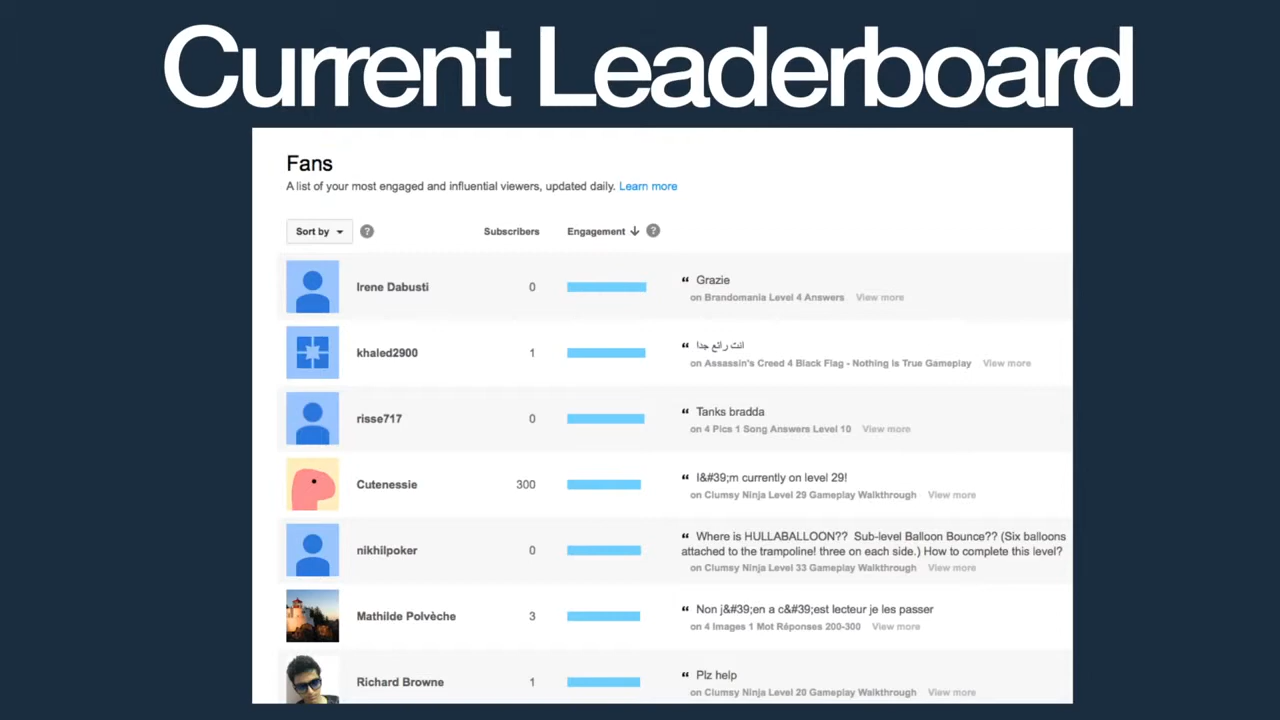 Current Leaderboard
Fans
A list of your most engaged and influential viewers, updated daily. Learn more
Sort by ? Subscribers Engagement ?
Irene Dabusti 0 “ Grazie
on Brandomania Level 4 Answers View more
khaled2900 1 “ انت رائع جدا
on Assassin's Creed 4 Black Flag - Nothing Is True Gameplay View more
risse717 0 “ Tanks bradda
on 4 Pics 1 Song Answers Level 10 View more
Cutenessie 300 “ I&#39;m currently on level 29!
on Clumsy Ninja Level 29 Gameplay Walkthrough View more
nikhilpoker 0 “ Where is HULLABALLOON?? Sub-level Balloon Bounce?? (Six balloons
attached to the trampoline! three on each side.) How to complete this level?
on Clumsy Ninja Level 33 Gameplay Walkthrough View more
Mathilde Polvèche 3 “ Non j&#39;en a c&#39;est lecteur je les passer
on 4 Images 1 Mot Réponses 200-300 View more
Richard Browne 1 “ Plz help
on Clumsy Ninja Level 20 Gameplay Walkthrough View more